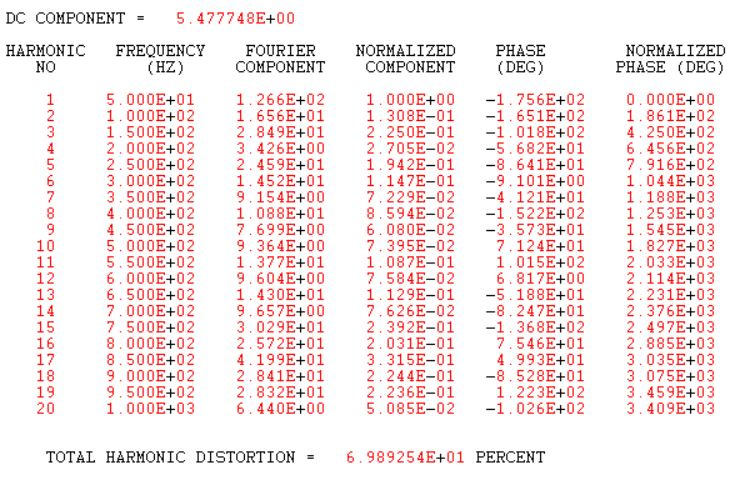 DC COMPONENT = 5.477748E+00
HARMONIC FREQUENCY FOURIER NORMALIZED PHASE NORMALIZED
NO (HZ) COMPONENT COMPONENT (DEG) PHASE (DEG)
1 5.000E+01 1.266E+02 1.000E+00 -1.756E+02 0.000E+00
2 1.000E+02 1.656E+01 1.308E-01 -1.651E+02 1.861E+02
3 1.500E+02 2.849E+01 2.250E-01 -1.018E+02 4.250E+02
4 2.000E+02 3.426E+00 2.705E-02 -5.682E+01 6.456E+02
5 2.500E+02 2.459E+01 1.942E-01 -8.641E+01 7.916E+02
6 3.000E+02 1.452E+01 1.147E-01 -9.101E+00 1.044E+03
7 3.500E+02 9.154E+00 7.229E-02 -4.121E+01 1.188E+03
8 4.000E+02 1.088E+01 8.594E-02 -1.522E+02 1.253E+03
9 4.500E+02 7.699E+00 6.080E-02 -3.573E+01 1.545E+03
10 5.000E+02 9.364E+00 7.395E-02 7.124E+01 1.827E+03
11 5.500E+02 1.377E+01 1.087E-01 1.015E+02 2.033E+03
12 6.000E+02 9.604E+00 7.584E-02 6.817E+00 2.114E+03
13 6.500E+02 1.430E+01 1.129E-01 -5.188E+01 2.231E+03
14 7.000E+02 9.657E+00 7.626E-02 -8.247E+01 2.376E+03
15 7.500E+02 3.029E+01 2.392E-01 -1.368E+02 2.497E+03
16 8.000E+02 2.572E+01 2.031E-01 7.546E+01 2.885E+03
17 8.500E+02 4.199E+01 3.315E-01 4.993E+01 3.035E+03
18 9.000E+02 2.841E+01 2.244E-01 -8.528E+01 3.075E+03
19 9.500E+02 2.832E+01 2.236E-01 1.223E+02 3.459E+03
20 1.000E+03 6.440E+00 5.085E-02 -1.026E+02 3.409E+03
TOTAL HARMONIC DISTORTION = 6.989254E+01 PERCENT